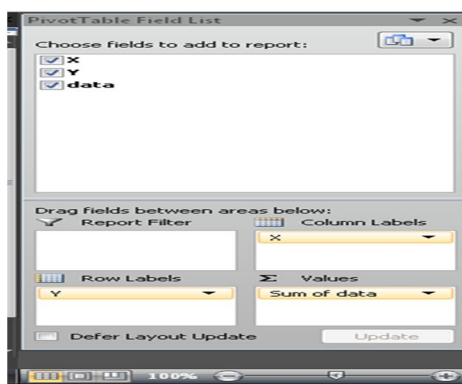 PivotTable Field List
Choose fields to add to report:
X
Y
data
Drag fields between areas below:
Report Filter
Column Labels
X
Row Labels
Σ Values
Y
Sum of data
Defer Layout Update
Update
100%